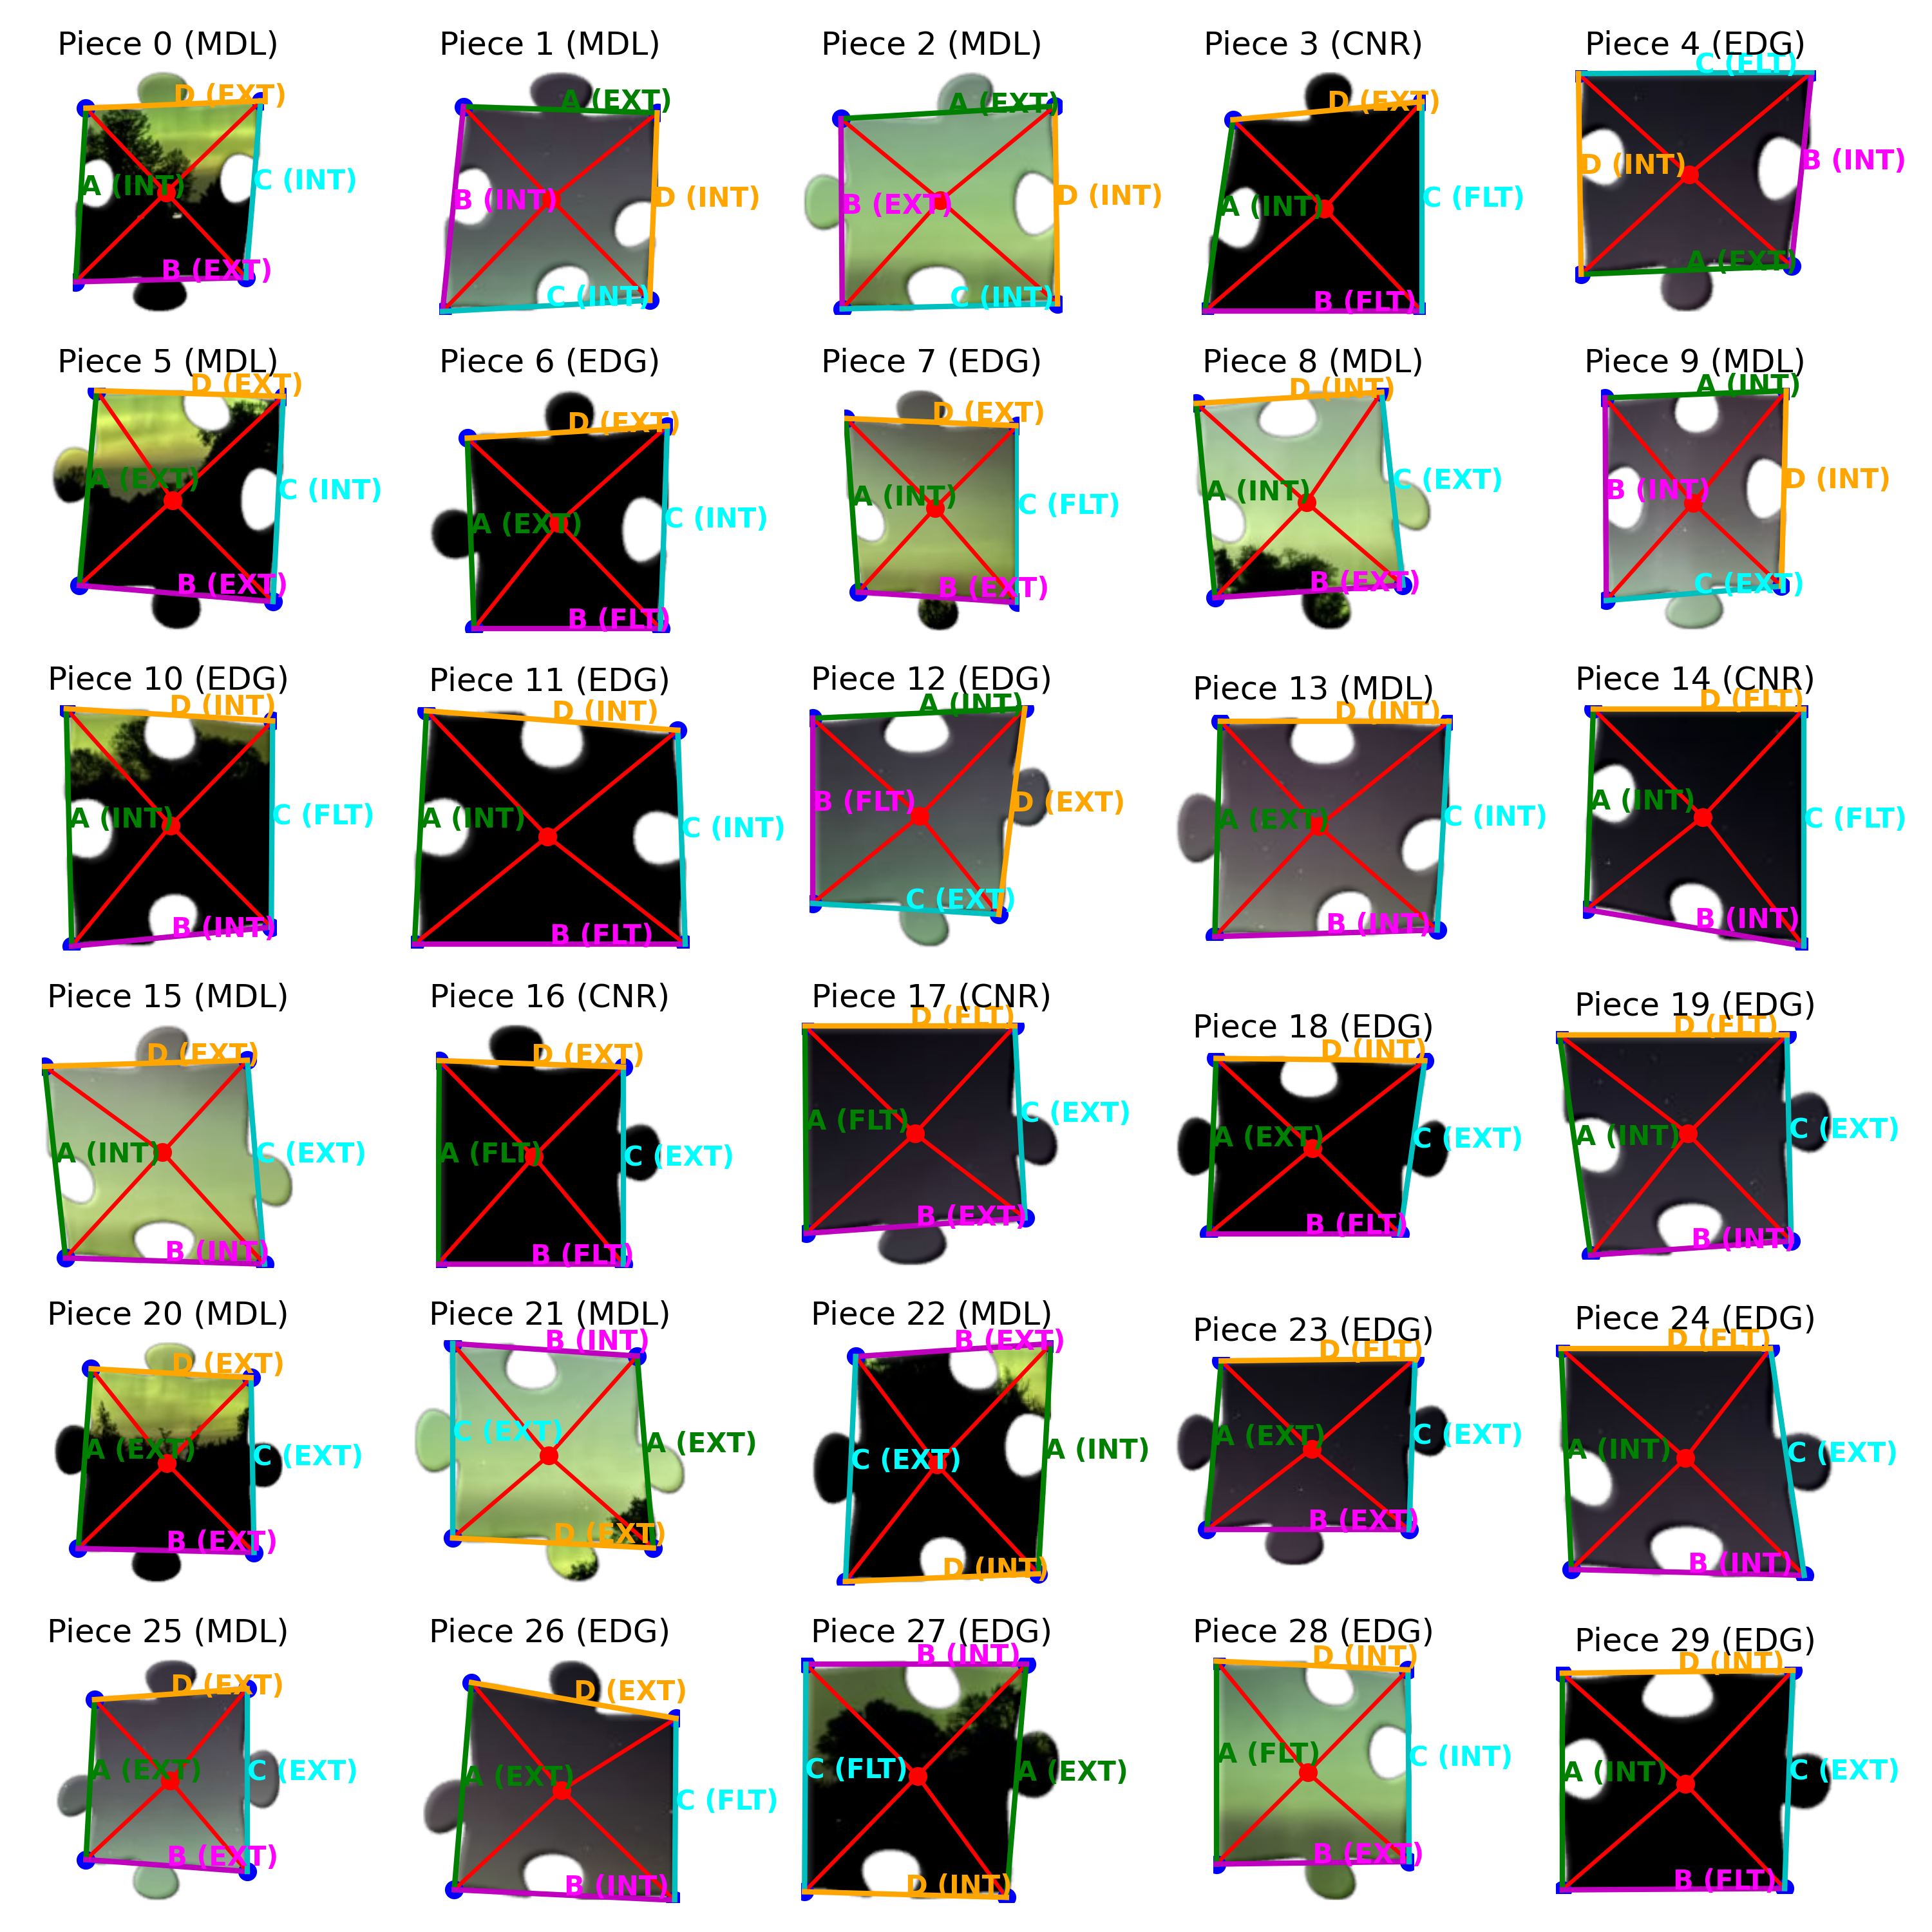 Piece 0 (MDL)
D (EXT)
A (INT)
C (INT)
B (EXT)
Piece 1 (MDL)
A (EXT)
B (INT)
D (INT)
C (INT)
Piece 2 (MDL)
A (EXT)
B (EXT)
D (INT)
C (INT)
Piece 3 (CNR)
D (EXT)
A (INT)
C (FLT)
B (FLT)
Piece 4 (EDG)
C (FLT)
D (INT)
B (INT)
A (EXT)
Piece 5 (MDL)
D (EXT)
A (EXT)
C (INT)
B (EXT)
Piece 6 (EDG)
D (EXT)
A (EXT)
C (INT)
B (FLT)
Piece 7 (EDG)
D (EXT)
A (INT)
C (FLT)
B (EXT)
Piece 8 (MDL)
D (INT)
A (INT)
C (EXT)
B (EXT)
Piece 9 (MDL)
A (INT)
B (INT)
D (INT)
C (EXT)
Piece 10 (EDG)
D (INT)
A (INT)
C (FLT)
B (INT)
Piece 11 (EDG)
D (INT)
A (INT)
C (INT)
B (FLT)
Piece 12 (EDG)
A (INT)
B (FLT)
D (EXT)
C (EXT)
Piece 13 (MDL)
D (INT)
A (EXT)
C (INT)
B (INT)
Piece 14 (CNR)
D (FLT)
A (INT)
C (FLT)
B (INT)
Piece 15 (MDL)
D (EXT)
A (INT)
C (EXT)
B (INT)
Piece 16 (CNR)
D (EXT)
A (FLT)
C (EXT)
B (FLT)
Piece 17 (CNR)
D (FLT)
A (FLT)
C (EXT)
B (EXT)
Piece 18 (EDG)
D (INT)
A (EXT)
C (EXT)
B (FLT)
Piece 19 (EDG)
D (FLT)
A (INT)
C (EXT)
B (INT)
Piece 20 (MDL)
D (EXT)
A (EXT)
C (EXT)
B (EXT)
Piece 21 (MDL)
B (INT)
C (EXT)
A (EXT)
D (EXT)
Piece 22 (MDL)
B (EXT)
C (EXT)
A (INT)
D (INT)
Piece 23 (EDG)
D (FLT)
A (EXT)
C (EXT)
B (EXT)
Piece 24 (EDG)
D (FLT)
A (INT)
C (EXT)
B (INT)
Piece 25 (MDL)
D (EXT)
A (EXT)
C (EXT)
B (EXT)
Piece 26 (EDG)
D (EXT)
A (EXT)
C (FLT)
B (INT)
Piece 27 (EDG)
B (INT)
C (FLT)
A (EXT)
D (INT)
Piece 28 (EDG)
D (INT)
A (FLT)
C (INT)
B (EXT)
Piece 29 (EDG)
D (INT)
A (INT)
C (EXT)
B (FLT)